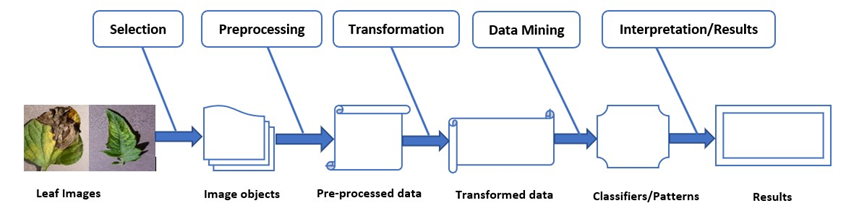 Selection
Preprocessing
Transformation
Data Mining
Interpretation/Results
Leaf Images
Image objects
Pre-processed data
Transformed data
Classifiers/Patterns
Results